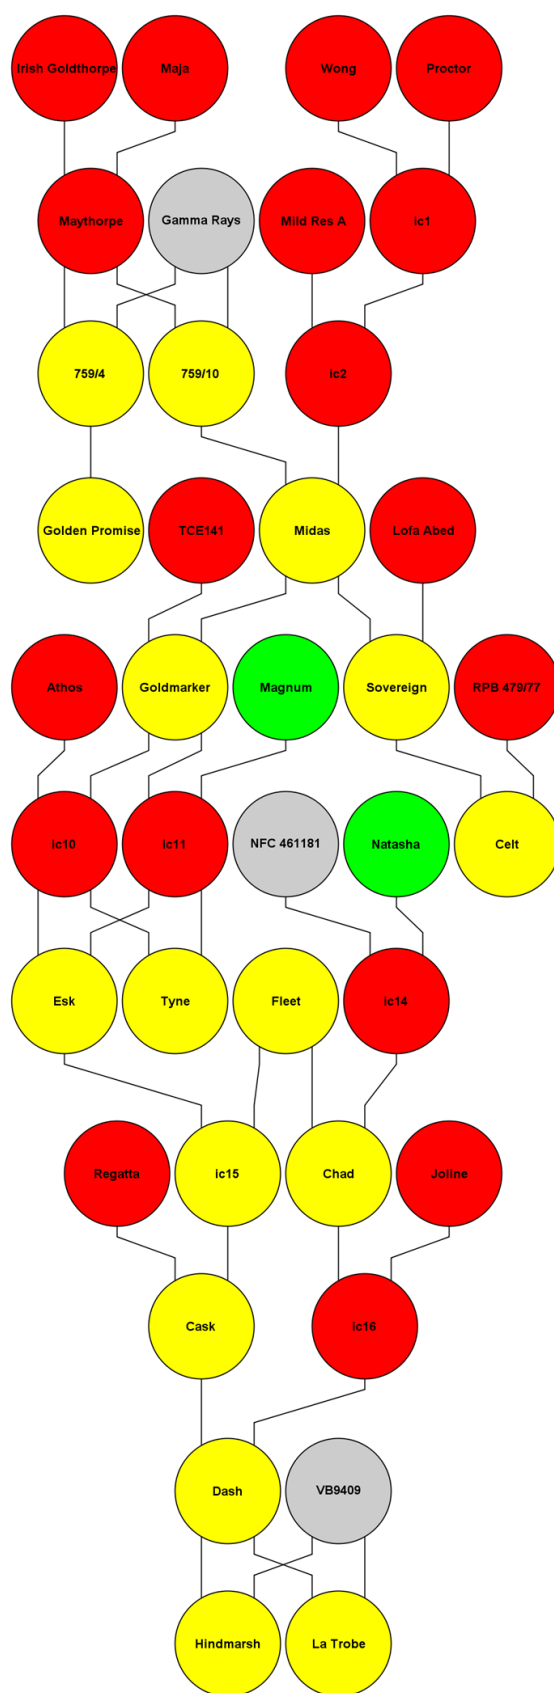 Irish Goldthorpe
Maja
Wong
Proctor
Maythorpe
Gamma Rays
Mild Res A
ic1
759/4
759/10
ic2
Golden Promise
TCE141
Midas
Lofa Abed
Athos
Goldmarker
Magnum
Sovereign
RPB 479/77
ic10
ic11
NFC 461181
Natasha
Celt
Esk
Tyne
Fleet
ic14
Regatta
ic15
Chad
Joline
Cask
ic16
Dash
VB9409
Hindmarsh
La Trobe